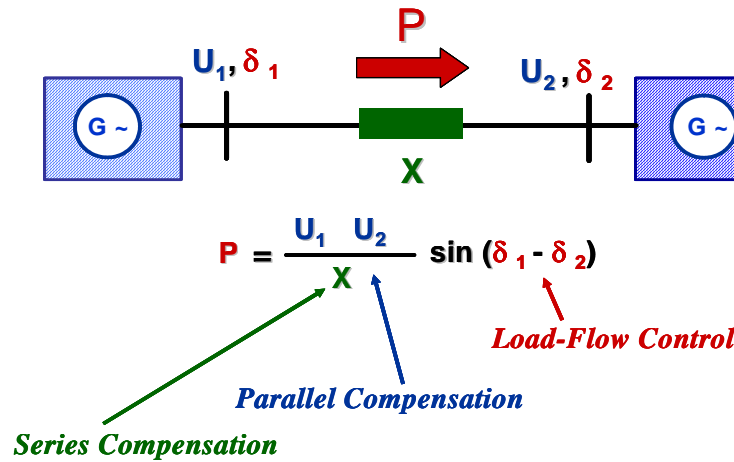 P
U₁, δ ₁
U₂, δ ₂
G ~
G ~
X
P = U₁ U₂ sin (δ ₁ - δ ₂)
X
Load-Flow Control
Parallel Compensation
Series Compensation